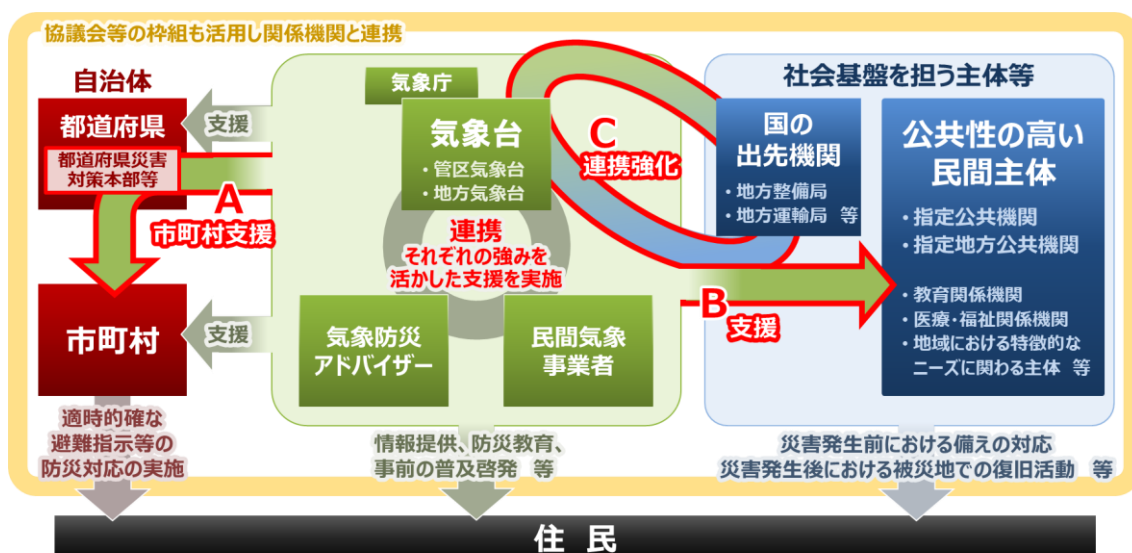 協議会等の枠組も活用し関係機関と連携
自治体
都道府県
都道府県災害
対策本部等
支援
A
市町村支援
市町村
支援
適時的確な
避難指示等の
防災対応の実施
気象庁
気象台
・管区気象台
・地方気象台
連携
それぞれの強みを
活かした支援を実施
気象防災
アドバイザー
民間気象
事業者
情報提供、防災教育、
事前の普及啓発 等
C
連携強化
B
支援
社会基盤を担う主体等
国の
出先機関
・地方整備局
・地方運輸局 等
公共性の高い
民間主体
・指定公共機関
・指定地方公共機関
・教育関係機関
・医療・福祉関係機関
・地域における特徴的な
ニーズに関わる主体 等
災害発生前における備えの対応
災害発生後における被災地での復旧活動 等
住 民